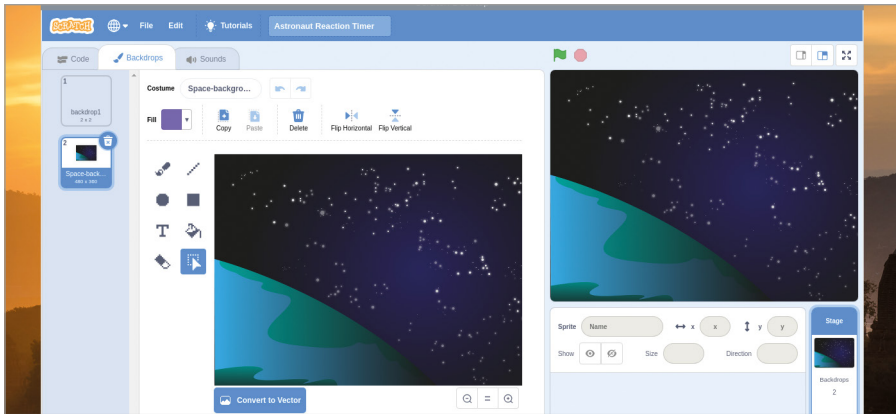 SCRATCH
File Edit Tutorials Astronaut Reaction Timer
Code Backdrops Sounds
1
backdrop1
2 x 2
2
Space-back...
480 x 360
Costume Space-backgro...
Fill Copy Paste Delete Flip Horizontal Flip Vertical
T
Convert to Vector
Sprite Name x x y y
Show Size Direction
Stage
Backdrops
2